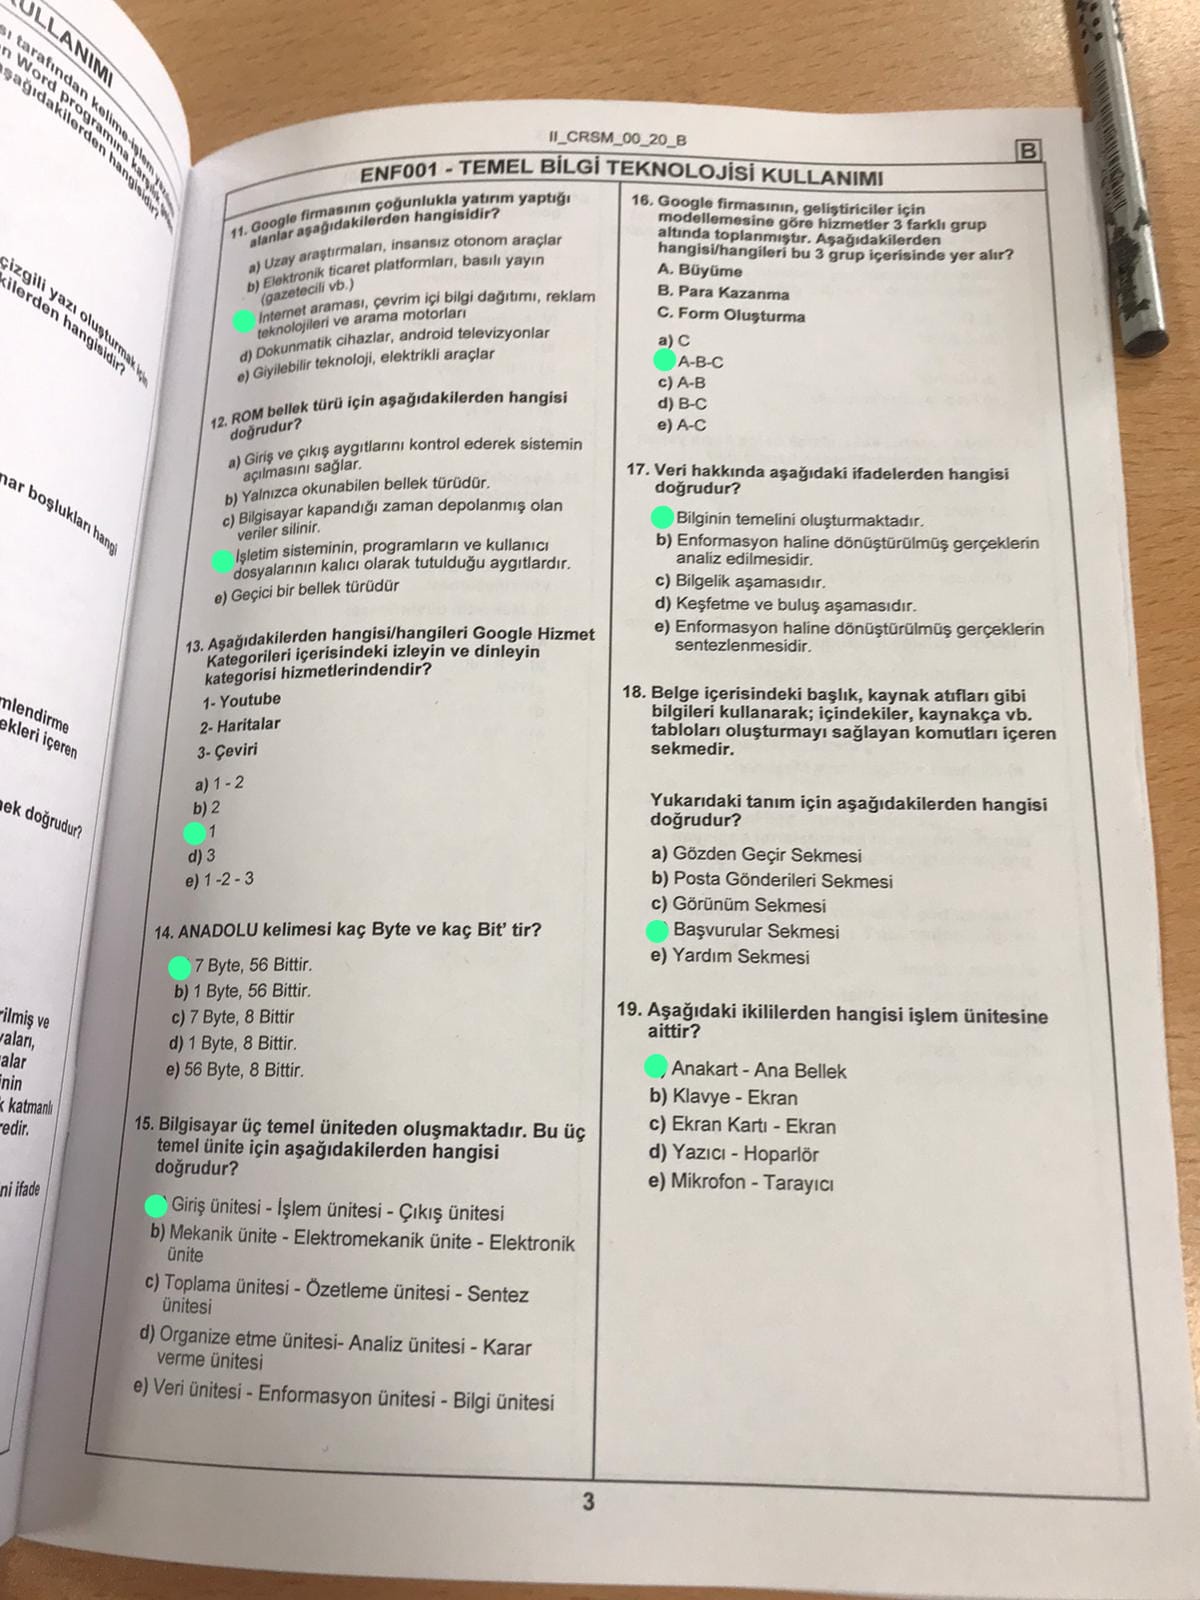 ULLANIMI
sı tarafından kelime-işlem
n Word programına karşılık
aşağıdakilerden hangisidir?
çizgili yazı oluşturmak için
kilerden hangisidir?
nar boşlukları hangi
mlendirme
ekleri içeren
nek doğrudur?
rilmiş ve
yaları,
alar
inin
k katmanlı
edir.
ni ifade
II_CRSM_00_20_B
B
ENF001 - TEMEL BİLGİ TEKNOLOJİSİ KULLANIMI
11. Google firmasının çoğunlukla yatırım yaptığı
alanlar aşağıdakilerden hangisidir?
a) Uzay araştırmaları, insansız otonom araçlar
b) Elektronik ticaret platformları, basılı yayın
(gazetecili vb.)
İnternet araması, çevrim içi bilgi dağıtımı, reklam
teknolojileri ve arama motorları
d) Dokunmatik cihazlar, android televizyonlar
e) Giyilebilir teknoloji, elektrikli araçlar
12. ROM bellek türü için aşağıdakilerden hangisi
doğrudur?
a) Giriş ve çıkış aygıtlarını kontrol ederek sistemin
açılmasını sağlar.
b) Yalnızca okunabilen bellek türüdür.
c) Bilgisayar kapandığı zaman depolanmış olan
veriler silinir.
İşletim sisteminin, programların ve kullanıcı
dosyalarının kalıcı olarak tutulduğu aygıtlardır.
e) Geçici bir bellek türüdür
13. Aşağıdakilerden hangisi/hangileri Google Hizmet
Kategorileri içerisindeki izleyin ve dinleyin
kategorisi hizmetlerindendir?
1- Youtube
2- Haritalar
3- Çeviri
a) 1 - 2
b) 2
1
d) 3
e) 1 -2 - 3
14. ANADOLU kelimesi kaç Byte ve kaç Bit' tir?
7 Byte, 56 Bittir.
b) 1 Byte, 56 Bittir.
c) 7 Byte, 8 Bittir
d) 1 Byte, 8 Bittir.
e) 56 Byte, 8 Bittir.
15. Bilgisayar üç temel üniteden oluşmaktadır. Bu üç
temel ünite için aşağıdakilerden hangisi
doğrudur?
Giriş ünitesi - İşlem ünitesi - Çıkış ünitesi
b) Mekanik ünite - Elektromekanik ünite - Elektronik
ünite
c) Toplama ünitesi - Özetleme ünitesi - Sentez
ünitesi
d) Organize etme ünitesi- Analiz ünitesi - Karar
verme ünitesi
e) Veri ünitesi - Enformasyon ünitesi - Bilgi ünitesi
16. Google firmasının, geliştiriciler için
modellemesine göre hizmetler 3 farklı grup
altında toplanmıştır. Aşağıdakilerden
hangisi/hangileri bu 3 grup içerisinde yer alır?
A. Büyüme
B. Para Kazanma
C. Form Oluşturma
a) C
A-B-C
c) A-B
d) B-C
e) A-C
17. Veri hakkında aşağıdaki ifadelerden hangisi
doğrudur?
Bilginin temelini oluşturmaktadır.
b) Enformasyon haline dönüştürülmüş gerçeklerin
analiz edilmesidir.
c) Bilgelik aşamasıdır.
d) Keşfetme ve buluş aşamasıdır.
e) Enformasyon haline dönüştürülmüş gerçeklerin
sentezlenmesidir.
18. Belge içerisindeki başlık, kaynak atıfları gibi
bilgileri kullanarak; içindekiler, kaynakça vb.
tabloları oluşturmayı sağlayan komutları içeren
sekmedir.
Yukarıdaki tanım için aşağıdakilerden hangisi
doğrudur?
a) Gözden Geçir Sekmesi
b) Posta Gönderileri Sekmesi
c) Görünüm Sekmesi
Başvurular Sekmesi
e) Yardım Sekmesi
19. Aşağıdaki ikililerden hangisi işlem ünitesine
aittir?
Anakart - Ana Bellek
b) Klavye - Ekran
c) Ekran Kartı - Ekran
d) Yazıcı - Hoparlör
e) Mikrofon - Tarayıcı
3